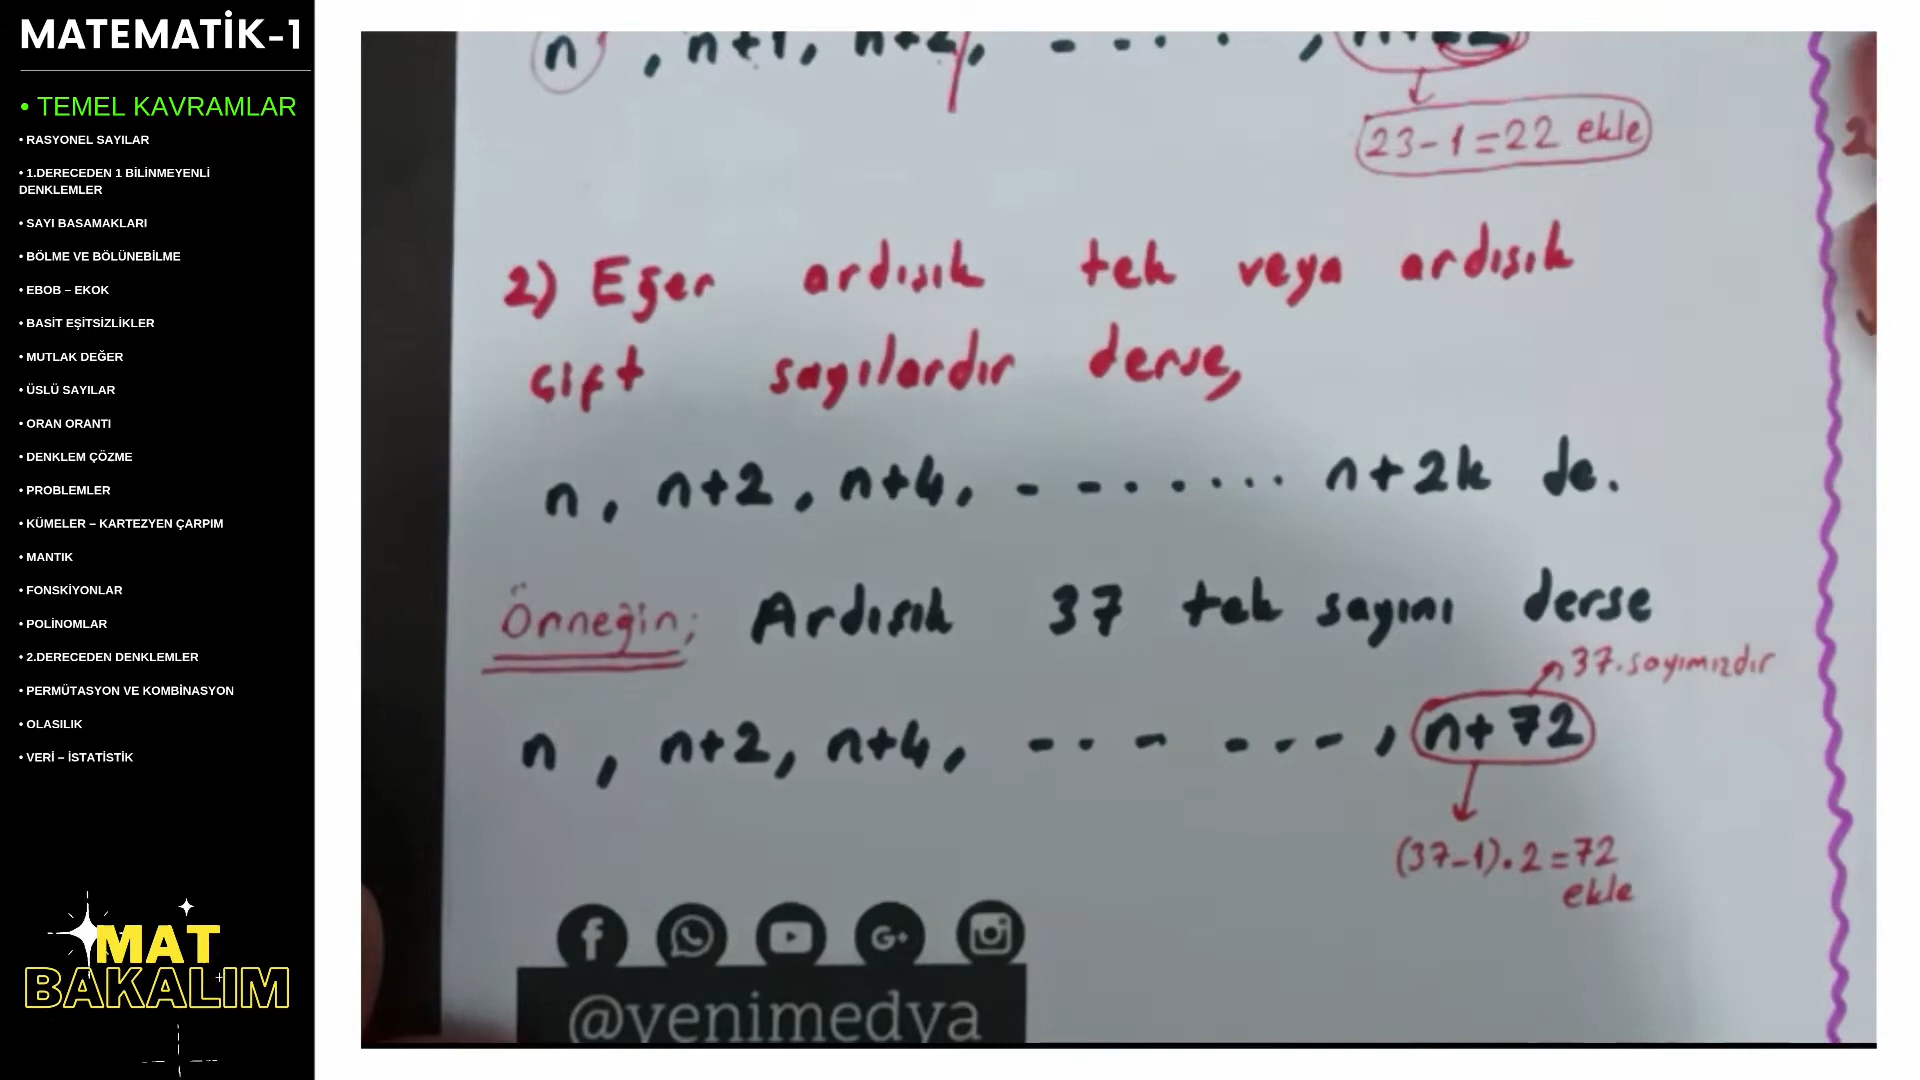 MATEMATİK-1
• TEMEL KAVRAMLAR
• RASYONEL SAYILAR
• 1.DERECEDEN 1 BİLİNMEYENLİ
DENKLEMLER
• SAYI BASAMAKLARI
• BÖLME VE BÖLÜNEBİLME
• EBOB – EKOK
• BASİT EŞİTSİZLİKLER
• MUTLAK DEĞER
• ÜSLÜ SAYILAR
• ORAN ORANTI
• DENKLEM ÇÖZME
• PROBLEMLER
• KÜMELER – KARTEZYEN ÇARPIM
• MANTIK
• FONSKİYONLAR
• POLİNOMLAR
• 2.DERECEDEN DENKLEMLER
• PERMÜTASYON VE KOMBİNASYON
• OLASILIK
• VERİ – İSTATİSTİK
MAT
BAKALIM
n , n+1, n+2, - - - - - , n+22
23-1=22 ekle
2) Eğer ardışık tek veya ardışık
çift sayılardır derse,
n , n+2 , n+4, - - - - - - - n+2k de.
Örneğin; Ardışık 37 tek sayını derse
37.sayımızdır
n , n+2, n+4, - - - - - - , n+72
(37-1).2=72
ekle
@yenimedya